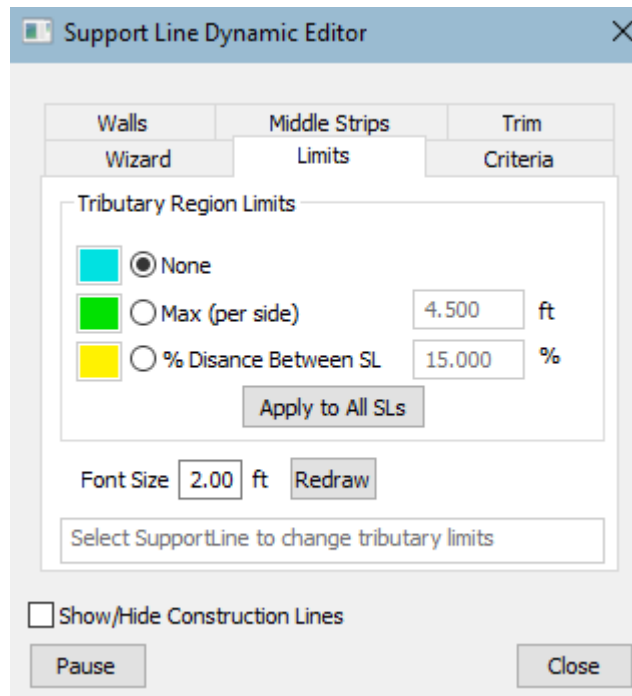 Support Line Dynamic Editor
Walls Middle Strips Trim
Wizard Limits Criteria
Tributary Region Limits
None
Max (per side) 4.500 ft
% Disance Between SL 15.000 %
Apply to All SLs
Font Size 2.00 ft Redraw
Select SupportLine to change tributary limits
Show/Hide Construction Lines
Pause Close